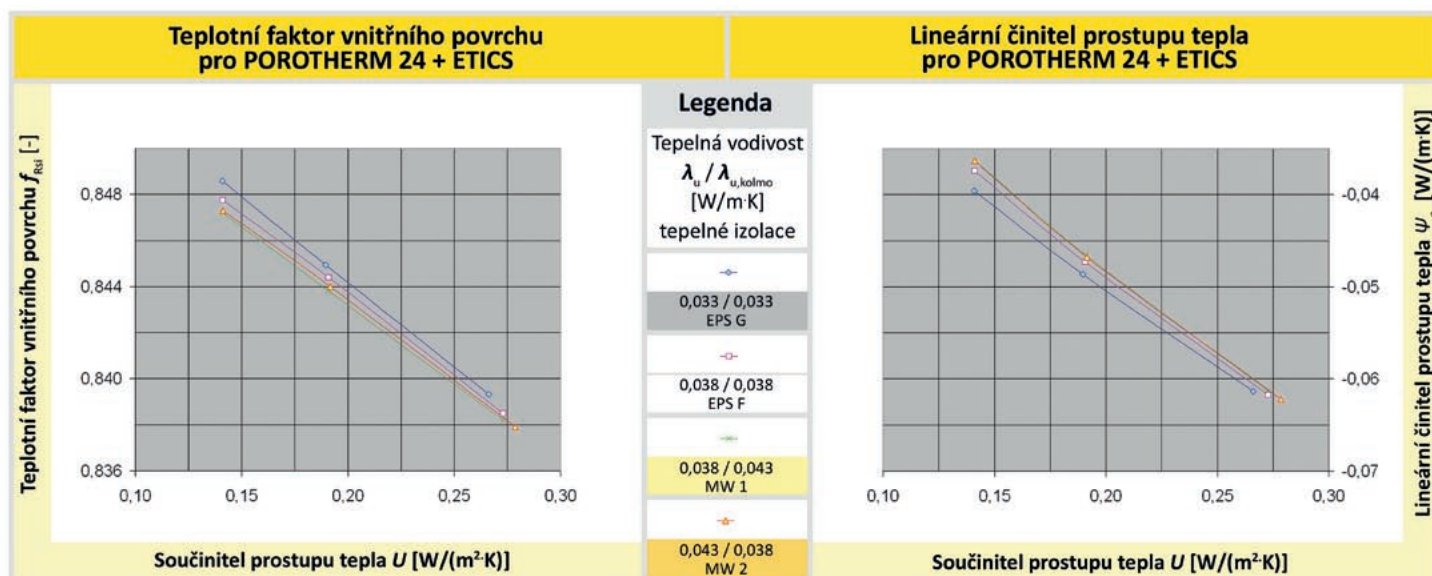 Teplotní faktor vnitřního povrchu
pro POROTHERM 24 + ETICS
Lineární činitel prostupu tepla
pro POROTHERM 24 + ETICS
Teplotní faktor vnitřního povrchu f Rsi [-]
0,848
0,844
0,840
0,836
0,10
0,15
0,20
0,25
0,30
Součinitel prostupu tepla U [W/(m²·K)]
Legenda
Tepelná vodivost
λu / λu,kolmo
[W/m·K]
tepelné izolace
0,033 / 0,033
EPS G
0,038 / 0,038
EPS F
0,038 / 0,043
MW 1
0,043 / 0,038
MW 2
-0,04
-0,05
-0,06
-0,07
0,10
0,15
0,20
0,25
0,30
Součinitel prostupu tepla U [W/(m²·K)]
Lineární činitel prostupu tepla Ψ [W/(m·K)]